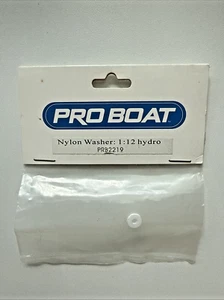 PRO BOAT
Nylon Washer: 1:12 hydro
PRB2219